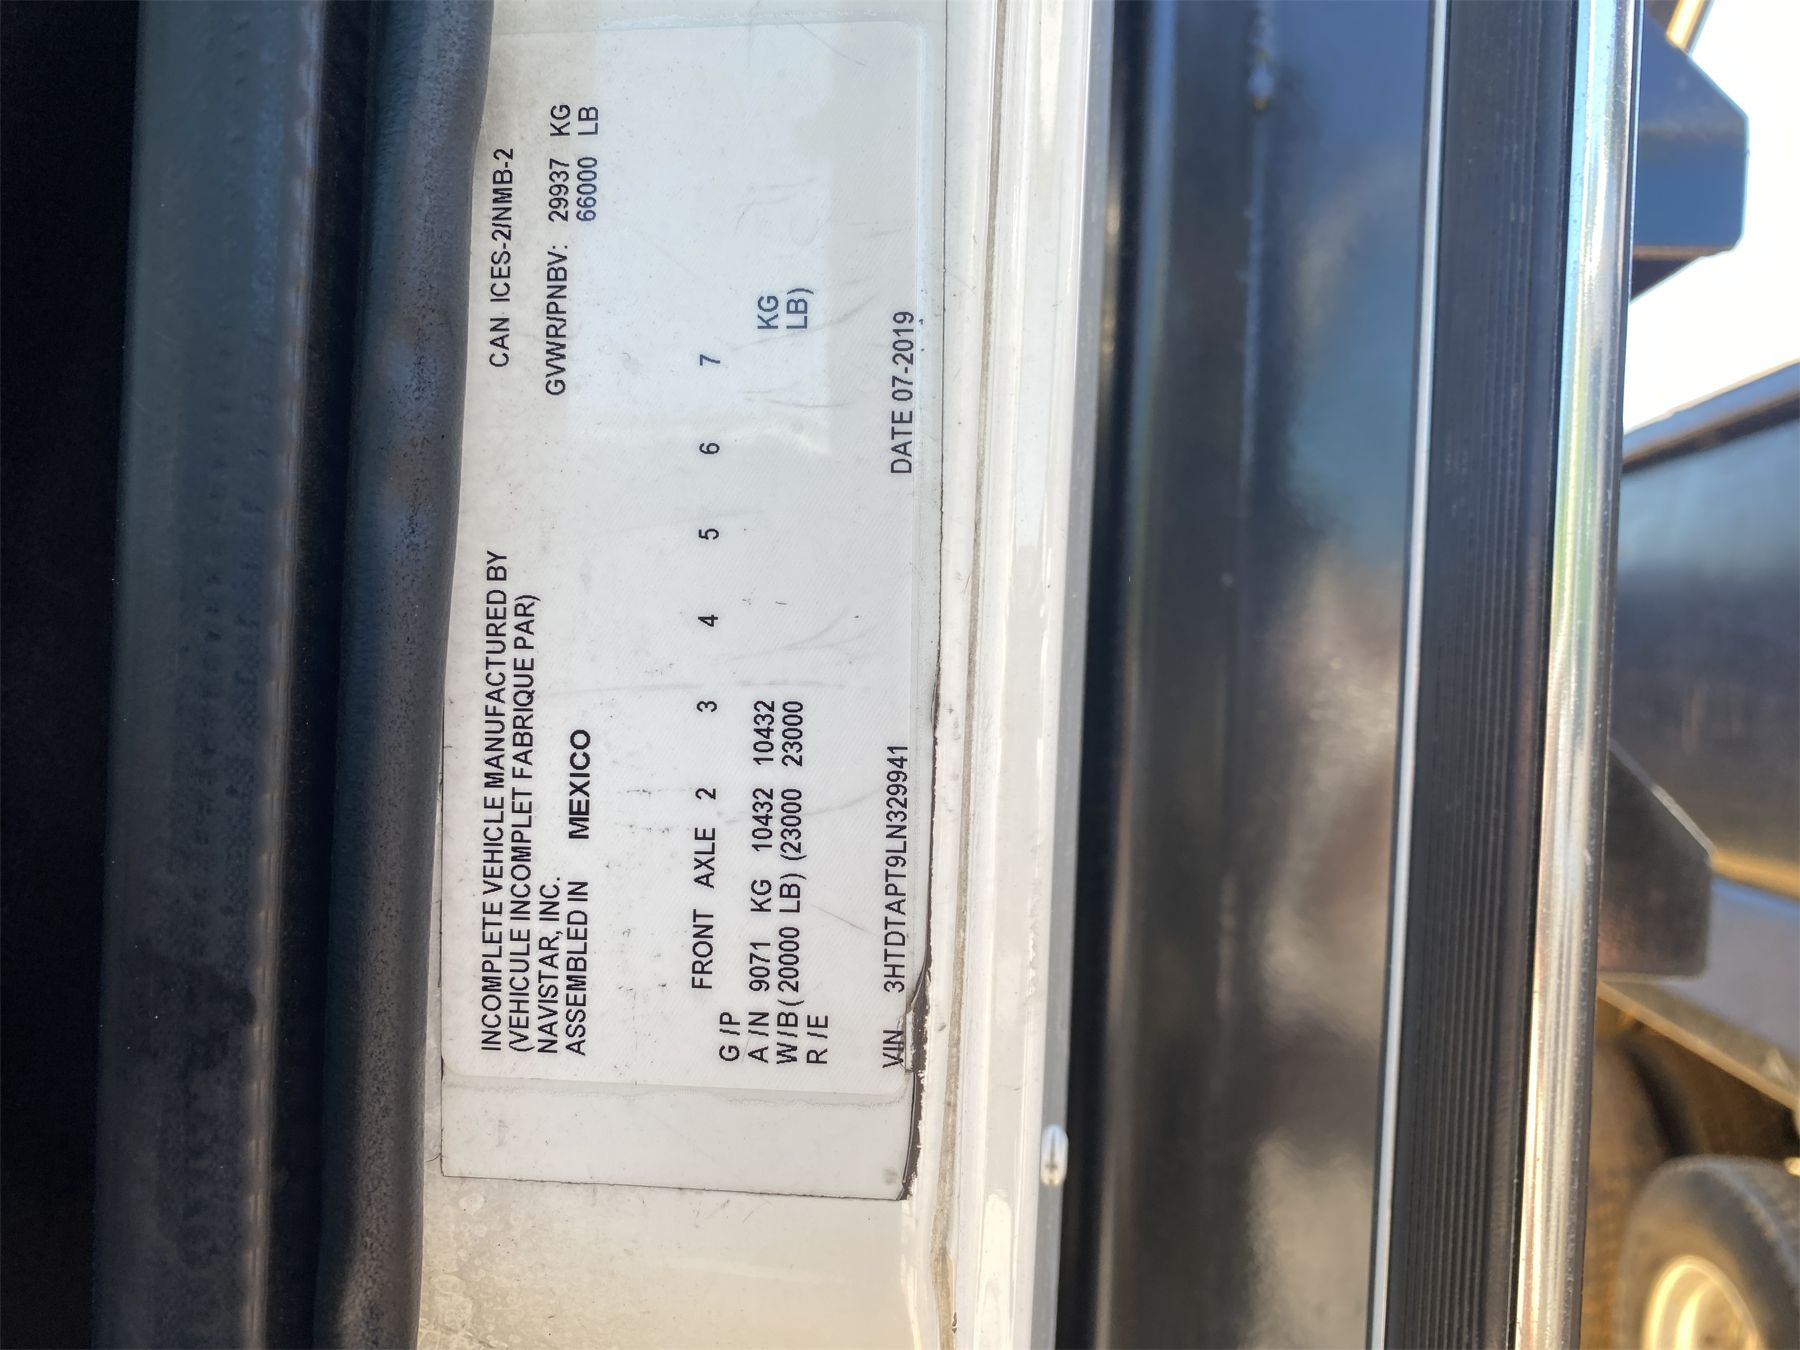 INCOMPLETE VEHICLE MANUFACTURED BY
(VEHICULE INCOMPLET FABRIQUE PAR)
NAVISTAR, INC.
ASSEMBLED IN MEXICO
CAN ICES-2/NMB-2
GVWR/PNBV: 29937 KG
66000 LB
FRONT AXLE 2 3 4 5 6 7
G /P
A /N 9071 KG 10432 10432 KG
W/B( 20000 LB) (23000 23000 LB)
R /E
VIN 3HTDTAPT9LN329941 DATE 07-2019